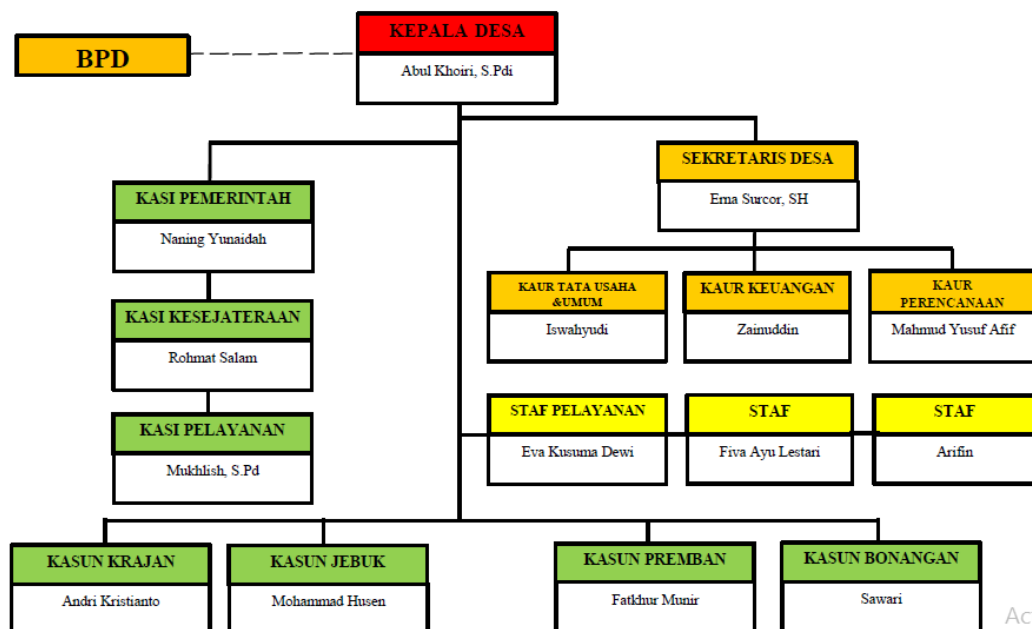 KEPALA DESA
Abul Khoiri, S.Pdi
BPD
SEKRETARIS DESA
Erna Surcor, SH
KASI PEMERINTAH
Naning Yunaidah
KAUR TATA USAHA
&UMUM
Iswahyudi
KAUR KEUANGAN
Zainuddin
KAUR
PERENCANAAN
Mahmud Yusuf Afif
KASI KESEJATERAAN
Rohmat Salam
STAF PELAYANAN
Eva Kusuma Dewi
STAF
Fiva Ayu Lestari
STAF
Arifin
KASI PELAYANAN
Mukhlish, S.Pd
KASUN KRAJAN
Andri Kristianto
KASUN JEBUK
Mohammad Husen
KASUN PREMBAN
Fatkhur Munir
KASUN BONANGAN
Sawari
Ac